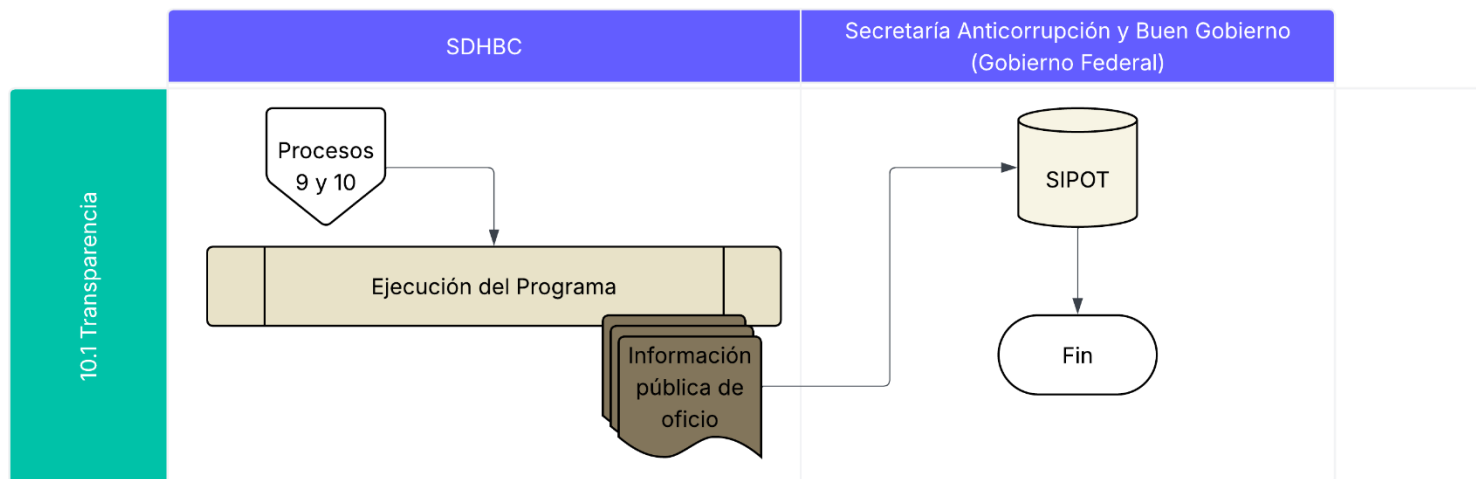 SDHBC
Secretaría Anticorrupción y Buen Gobierno
(Gobierno Federal)
10.1 Transparencia
Procesos
9 y 10
SIPOT
Ejecución del Programa
Información
pública de
oficio
Fin